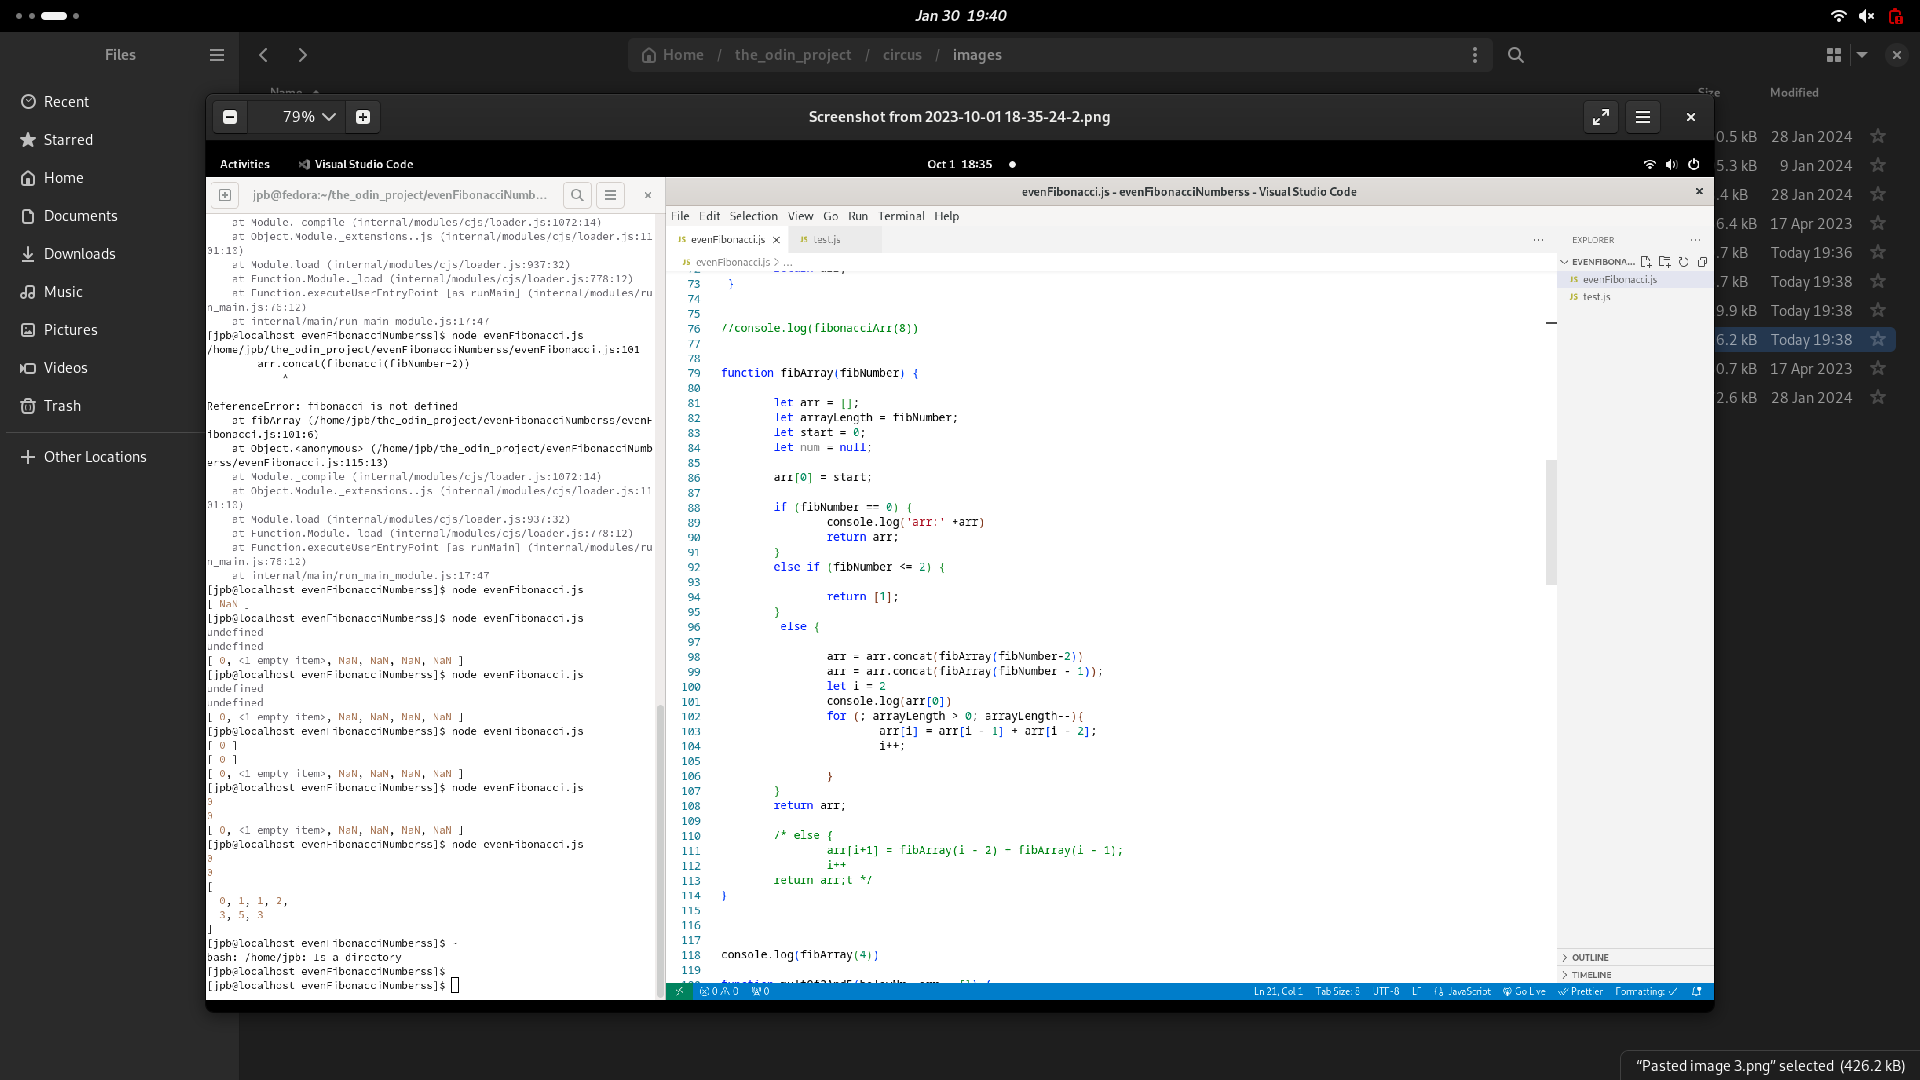 Jan 30  19:40
Files
Home / the_odin_project / circus / images
Name
Size
Modified
Recent
Starred
Home
Documents
Downloads
Music
Pictures
Videos
Trash
Other Locations
0.5 kB 28 Jan 2024
5.3 kB 9 Jan 2024
.4 kB 28 Jan 2024
6.4 kB 17 Apr 2023
.7 kB Today 19:36
.7 kB Today 19:38
9.9 kB Today 19:38
6.2 kB Today 19:38
0.7 kB 17 Apr 2023
2.6 kB 28 Jan 2024
79%
Screenshot from 2023-10-01 18-35-24-2.png
Activities
Visual Studio Code
Oct 1  18:35
jpb@fedora:~/the_odin_project/evenFibonacciNumb...
at Module._compile (internal/modules/cjs/loader.js:1072:14)
at Object.Module._extensions..js (internal/modules/cjs/loader.js:11
01:10)
at Module.load (internal/modules/cjs/loader.js:937:32)
at Function.Module._load (internal/modules/cjs/loader.js:778:12)
at Function.executeUserEntryPoint [as runMain] (internal/modules/ru
n_main.js:76:12)
at internal/main/run_main_module.js:17:47
[jpb@localhost evenFibonacciNumberss]$ node evenFibonacci.js
/home/jpb/the_odin_project/evenFibonacciNumberss/evenFibonacci.js:101
arr.concat(fibonacci(fibNumber-2))
^
ReferenceError: fibonacci is not defined
at fibArray (/home/jpb/the_odin_project/evenFibonacciNumberss/evenF
ibonacci.js:101:6)
at Object.<anonymous> (/home/jpb/the_odin_project/evenFibonacciNumb
erss/evenFibonacci.js:115:13)
at Module._compile (internal/modules/cjs/loader.js:1072:14)
at Object.Module._extensions..js (internal/modules/cjs/loader.js:11
01:10)
at Module.load (internal/modules/cjs/loader.js:937:32)
at Function.Module._load (internal/modules/cjs/loader.js:778:12)
at Function.executeUserEntryPoint [as runMain] (internal/modules/ru
n_main.js:76:12)
at internal/main/run_main_module.js:17:47
[jpb@localhost evenFibonacciNumberss]$ node evenFibonacci.js
[ NaN ]
[jpb@localhost evenFibonacciNumberss]$ node evenFibonacci.js
undefined
undefined
[ 0, <1 empty item>, NaN, NaN, NaN, NaN ]
[jpb@localhost evenFibonacciNumberss]$ node evenFibonacci.js
undefined
undefined
[ 0, <1 empty item>, NaN, NaN, NaN, NaN ]
[jpb@localhost evenFibonacciNumberss]$ node evenFibonacci.js
[ 0 ]
[ 0 ]
[ 0, <1 empty item>, NaN, NaN, NaN, NaN ]
[jpb@localhost evenFibonacciNumberss]$ node evenFibonacci.js
0
0
[ 0, <1 empty item>, NaN, NaN, NaN, NaN ]
[jpb@localhost evenFibonacciNumberss]$ node evenFibonacci.js
0
0
[
0, 1, 1, 2,
3, 5, 3
]
[jpb@localhost evenFibonacciNumberss]$ ~
bash: /home/jpb: Is a directory
[jpb@localhost evenFibonacciNumberss]$
[jpb@localhost evenFibonacciNumberss]$
evenFibonacci.js - evenFibonacciNumberss - Visual Studio Code
File Edit Selection View Go Run Terminal Help
JS evenFibonacci.js
JS test.js
JS evenFibonacci.js > ...
73 }
74
75
76 //console.log(fibonacciArr(8))
77
78
79 function fibArray(fibNumber) {
80
81 let arr = [];
82 let arrayLength = fibNumber;
83 let start = 0;
84 let num = null;
85
86 arr[0] = start;
87
88 if (fibNumber == 0) {
89 console.log('arr:' +arr)
90 return arr;
91 }
92 else if (fibNumber <= 2) {
93
94 return [1];
95 }
96 else {
97
98 arr = arr.concat(fibArray(fibNumber-2))
99 arr = arr.concat(fibArray(fibNumber - 1));
100 let i = 2
101 console.log(arr[0])
102 for (; arrayLength > 0; arrayLength--){
103 arr[i] = arr[i - 1] + arr[i - 2];
104 i++;
105
106 }
107 }
108 return arr;
109
110 /* else {
111 arr[i+1] = fibArray(i - 2) + fibArray(i - 1);
112 i++
113 return arr;t */
114 }
115
116
117
118 console.log(fibArray(4))
119
EXPLORER
EVENFIBONA...
JS evenFibonacci.js
JS test.js
OUTLINE
TIMELINE
0 0 0
Ln 21, Col 1
Tab Size: 8
UTF-8
LF
JavaScript
Go Live
Prettier
Formatting: ✓
“Pasted image 3.png” selected (426.2 kB)